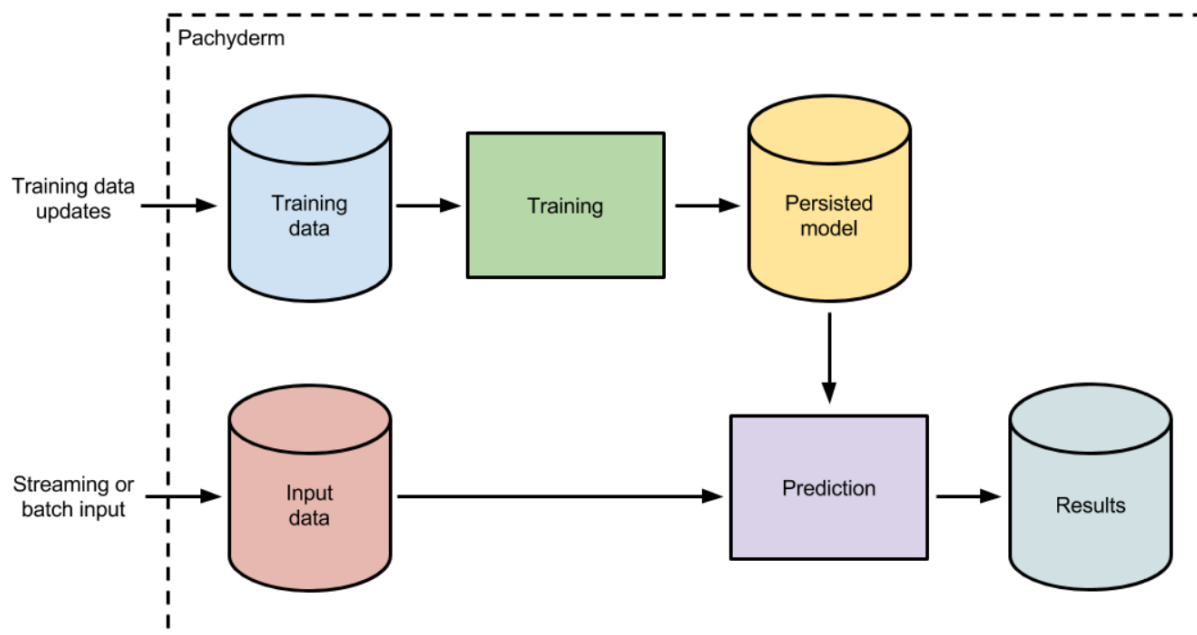 Pachyderm
Training data
updates
Training
data
Training
Persisted
model
Streaming or
batch input
Input
data
Prediction
Results